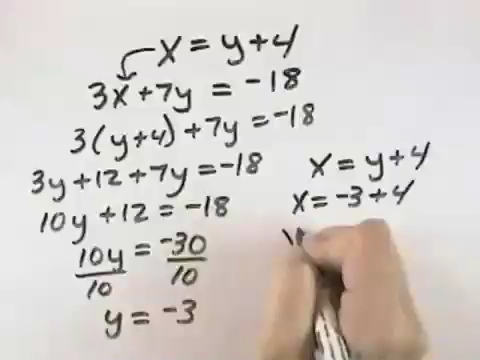 x = y + 4
3x + 7y = -18
3(y+4) + 7y = -18
3y + 12 + 7y = -18
10y + 12 = -18
10y/10 = -30/10
y = -3
x = y + 4
x = -3 + 4